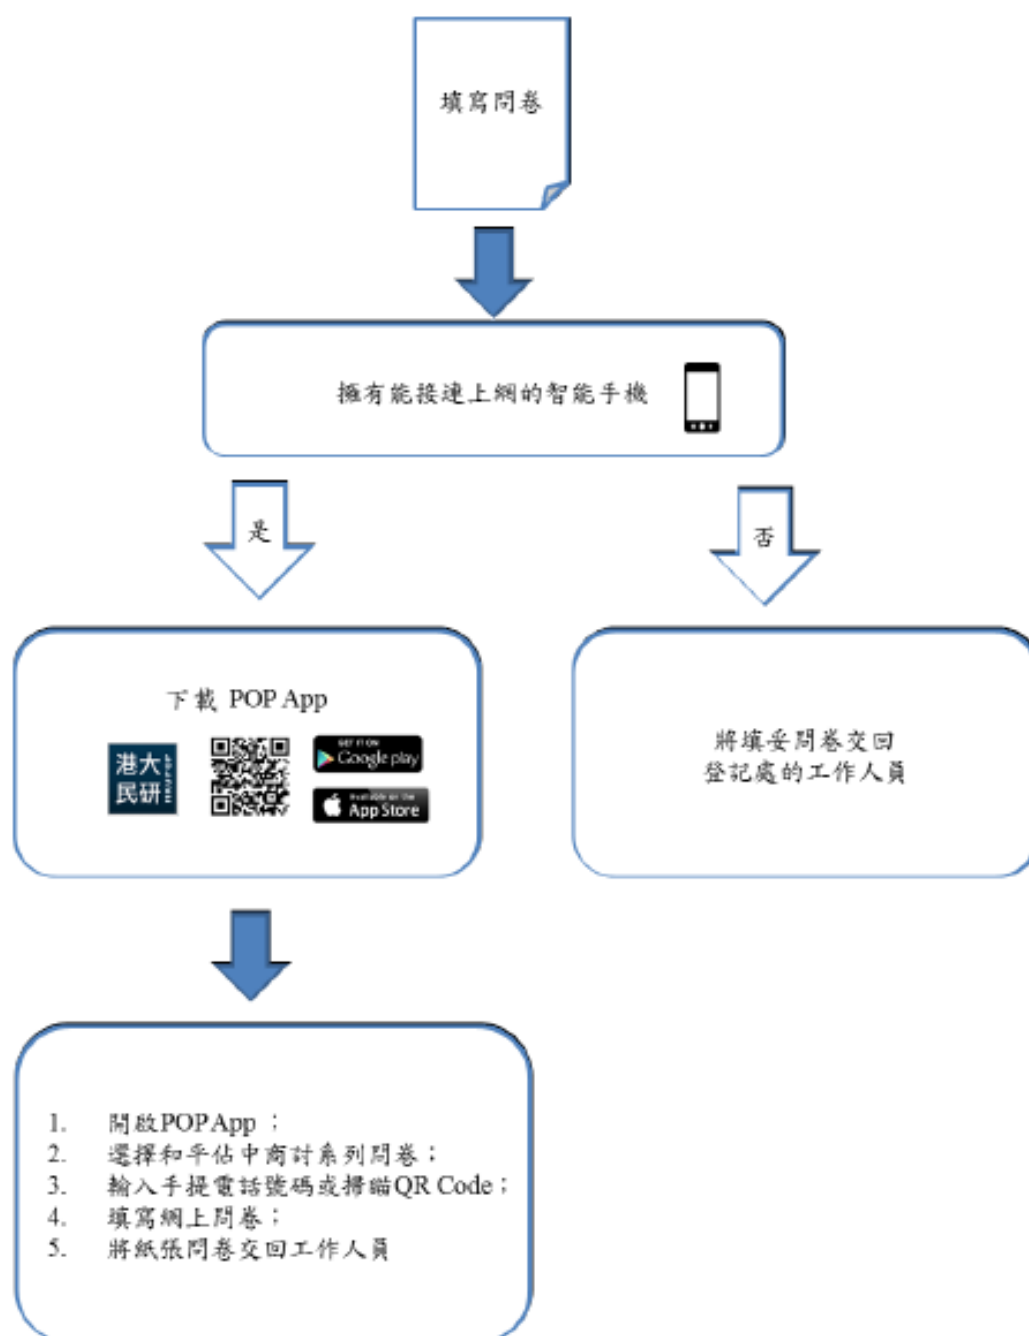 填寫問卷
擁有能接連上網的智能手機
是
否
下載 POP App
港大
民研
HKUPOP
GET IT ON
Google play
Available on the
App Store
將填妥問卷交回
登記處的工作人員
1. 開啟POP App ；
2. 選擇和平佔中商討系列問卷；
3. 輸入手提電話號碼或掃瞄QR Code；
4. 填寫網上問卷；
5. 將紙張問卷交回工作人員